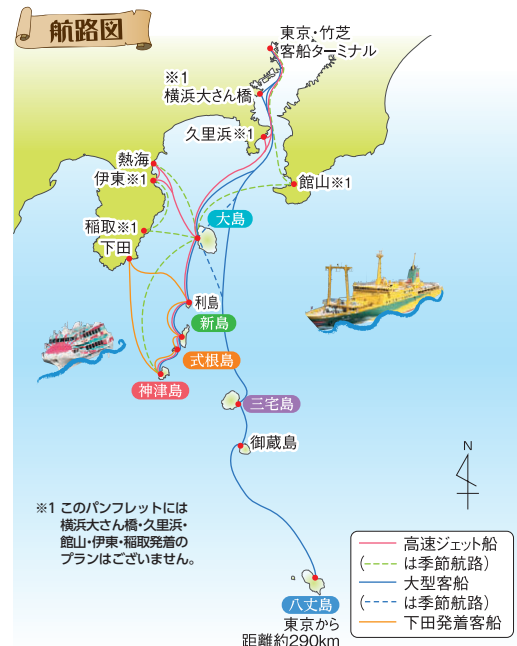 航路図
東京・竹芝
客船ターミナル
※1
横浜大さん橋
久里浜※1
熱海
伊東※1
館山※1
稲取※1
大島
下田
利島
新島
式根島
神津島
三宅島
御蔵島
N
※1 このパンフレットには
横浜大さん橋・久里浜・
館山・伊東・稲取発着の
プランはございません。
高速ジェット船
(は季節航路)
大型客船
(は季節航路)
下田発着客船
八丈島
東京から
距離約290km